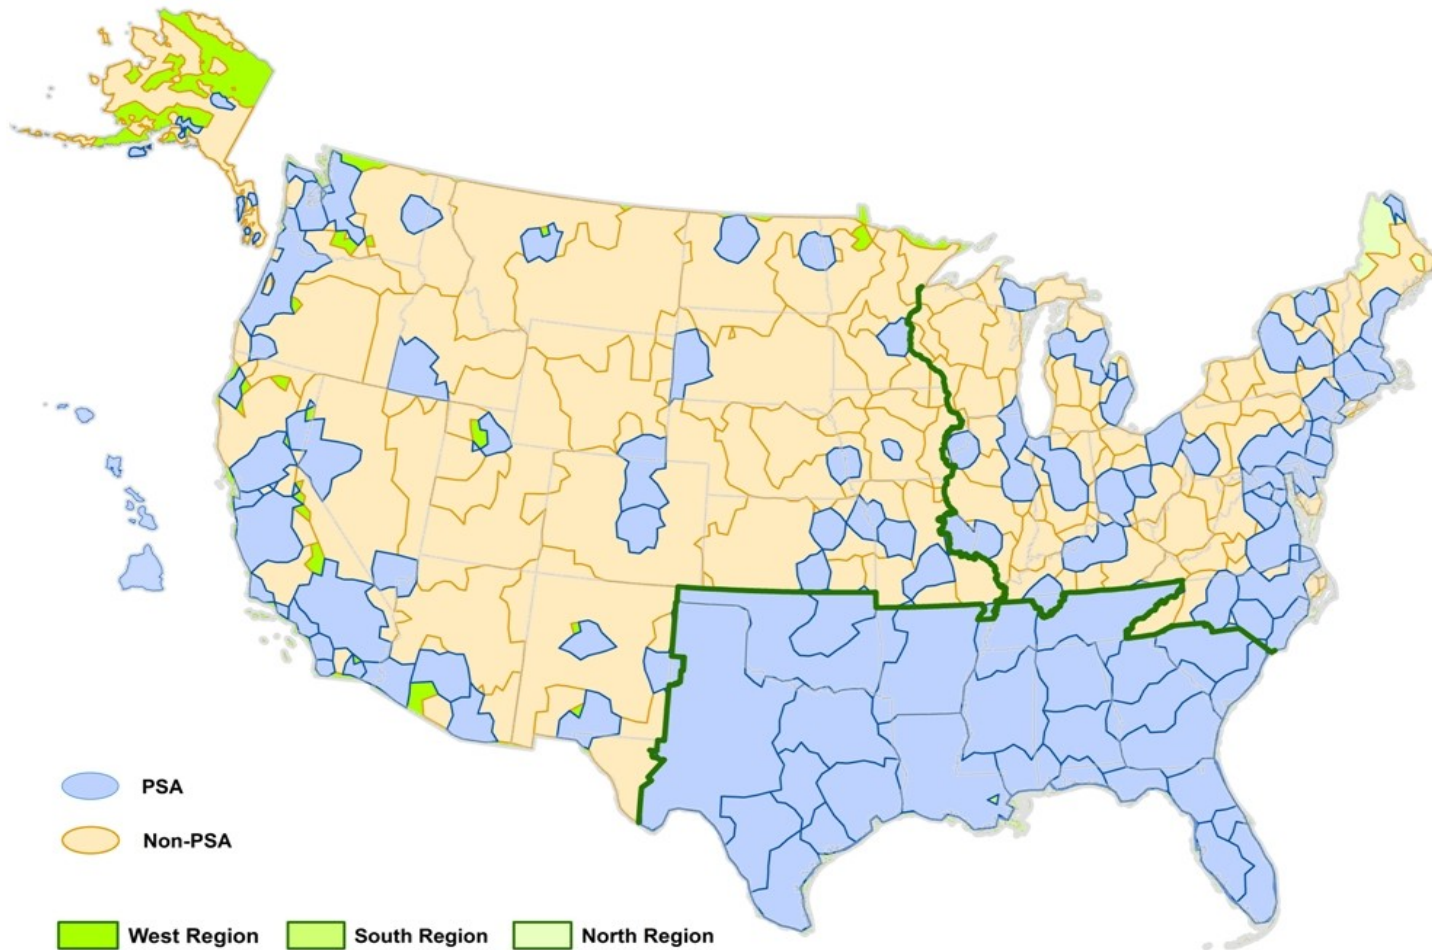 PSA
Non-PSA
West Region
South Region
North Region